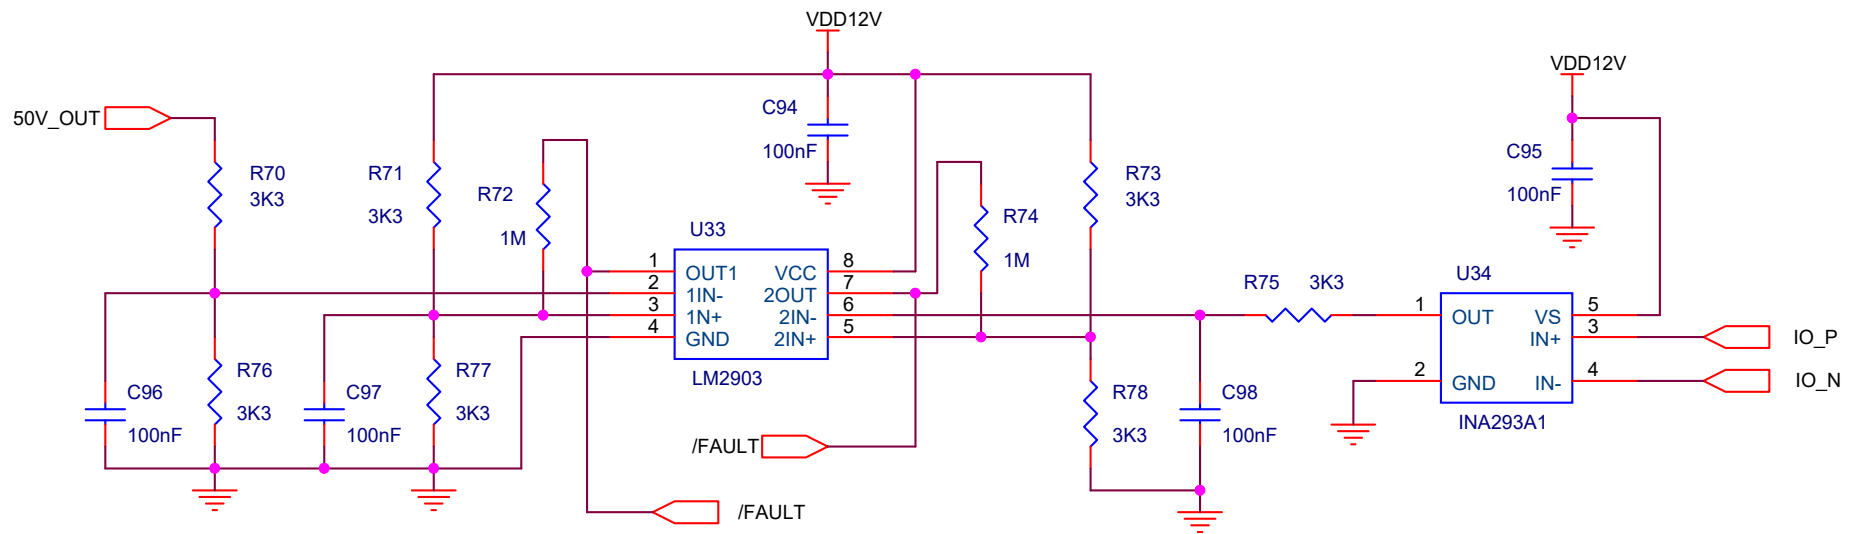 VDD12V
VDD12V
50V_OUT
C94
100nF
C95
100nF
R70
3K3
R71
3K3
R72
1M
R73
3K3
R74
1M
U33
1
2
3
4
OUT1
1IN-
1N+
GND
VCC
2OUT
2IN-
2IN+
8
7
6
5
LM2903
R75
3K3
U34
1
2
OUT
GND
VS
IN+
IN-
5
3
4
INA293A1
IO_P
IO_N
C96
100nF
R76
3K3
C97
100nF
R77
3K3
R78
3K3
C98
100nF
/FAULT
/FAULT